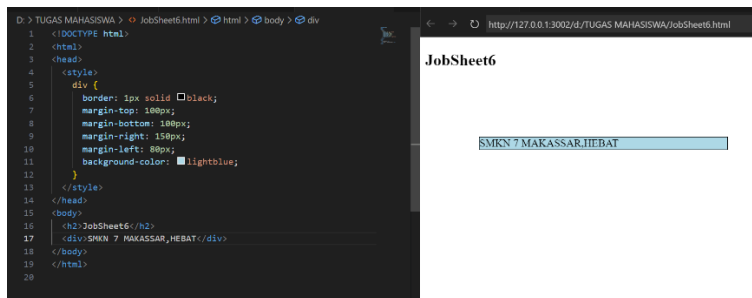 D: > TUGAS MAHASISWA > JobSheet6.html > html > body > div
1 <!DOCTYPE html>
2 <html>
3 <head>
4 <style>
5 div {
6 border: 1px solid black;
7 margin-top: 100px;
8 margin-bottom: 100px;
9 margin-right: 150px;
10 margin-left: 80px;
11 background-color: lightblue;
12 }
13 </style>
14 </head>
15 <body>
16 <h2>JobSheet6</h2>
17 <div>SMKN 7 MAKASSAR,HEBAT</div>
18 </body>
19 </html>
20
http://127.0.0.1:3002/d:/TUGAS MAHASISWA/JobSheet6.html
JobSheet6
SMKN 7 MAKASSAR,HEBAT